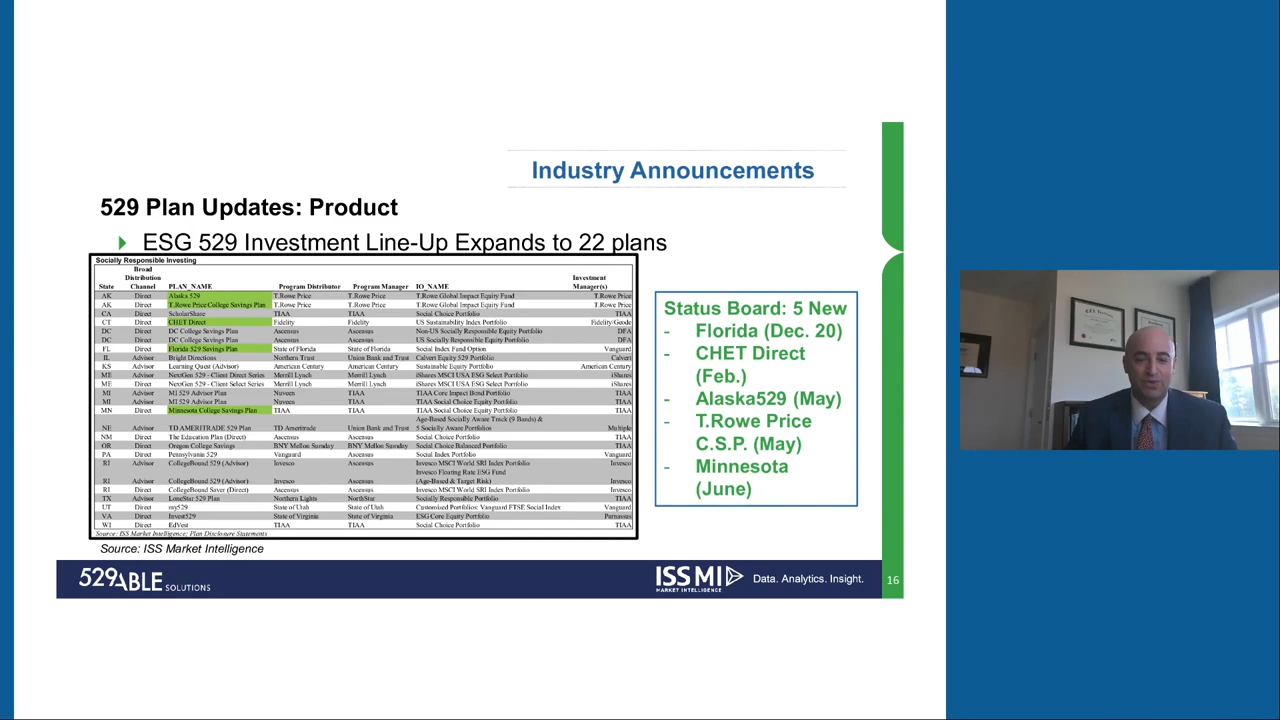 Industry Announcements
529 Plan Updates: Product
ESG 529 Investment Line-Up Expands to 22 plans
Socially Responsible Investing
State Broad Distribution Channel PLAN_NAME Program Distributor Program Manager IO_NAME Investment Manager(s)
AK Direct Alaska 529 T.Rowe Price T.Rowe Price T.Rowe Global Impact Equity Fund T.Rowe Price
AK Direct T.Rowe Price College Savings Plan T.Rowe Price T.Rowe Price T.Rowe Global Impact Equity Fund T.Rowe Price
CA Direct ScholarShare TIAA TIAA Social Choice Portfolio TIAA
CT Direct CHET Direct Fidelity Fidelity US Sustainability Index Portfolio Fidelity/Geode
DC Direct DC College Savings Plan Ascensus Ascensus Non-US Socially Responsible Equity Portfolio DFA
DC Direct DC College Savings Plan Ascensus Ascensus US Socially Responsible Equity Portfolio DFA
FL Direct Florida 529 Savings Plan State of Florida State of Florida Social Index Fund Option Vanguard
IL Advisor Bright Directions Northern Trust Union Bank and Trust Calvert Equity 529 Portfolio Calvert
KS Advisor Learning Quest (Advisor) American Century American Century Sustainable Equity Portfolio American Century
ME Advisor NextGen 529 - Client Direct Series Merrill Lynch Merrill Lynch iShares MSCI USA ESG Select Portfolio iShares
ME Direct NextGen 529 - Client Select Series Merrill Lynch Merrill Lynch iShares MSCI USA ESG Select Portfolio iShares
MI Advisor MI 529 Advisor Plan Nuveen TIAA TIAA Core Impact Bond Portfolio TIAA
MI Advisor MI 529 Advisor Plan Nuveen TIAA TIAA Social Choice Equity Portfolio TIAA
MN Direct Minnesota College Savings Plan TIAA TIAA TIAA Social Choice Equity Portfolio TIAA
Age-Based Socially Aware Track (9 Bands) &
NE Advisor TD AMERITRADE 529 Plan TD Ameritrade Union Bank and Trust 5 Socially Aware Portfolios Multiple
NM Direct The Education Plan (Direct) Ascensus Ascensus Social Choice Portfolio TIAA
OR Direct Oregon College Savings BNY Mellon Sumday BNY Mellon Sumday Social Choice Balanced Portfolio TIAA
PA Direct Pennsylvania 529 Vanguard Ascensus Social Index Portfolio Vanguard
RI Advisor CollegeBound 529 (Advisor) Invesco Ascensus Invesco MSCI World SRI Index Portfolio Invesco
Invesco Floating Rate ESG Fund
RI Advisor CollegeBound 529 (Advisor) Invesco Ascensus (Age-Based & Target Risk) Invesco
RI Direct CollegeBound Saver (Direct) Ascensus Ascensus Invesco MSCI World SRI Index Portfolio Invesco
TX Advisor LoneStar 529 Plan Northern Lights NorthStar Socially Responsible Portfolio TIAA
UT Direct my529 State of Utah State of Utah Customized Portfolios: Vanguard FTSE Social Index Vanguard
VA Direct Invest529 State of Virginia State of Virginia ESG Core Equity Portfolio Parnassus
WI Direct EdVest TIAA TIAA Social Choice Portfolio TIAA
Source: ISS Market Intelligence; Plan Disclosure Statements
Source: ISS Market Intelligence
Status Board: 5 New
- Florida (Dec. 20)
- CHET Direct
(Feb.)
- Alaska529 (May)
- T.Rowe Price
C.S.P. (May)
- Minnesota
(June)
529ABLE SOLUTIONS
ISS MI
MARKET INTELLIGENCE
Data. Analytics. Insight.
16